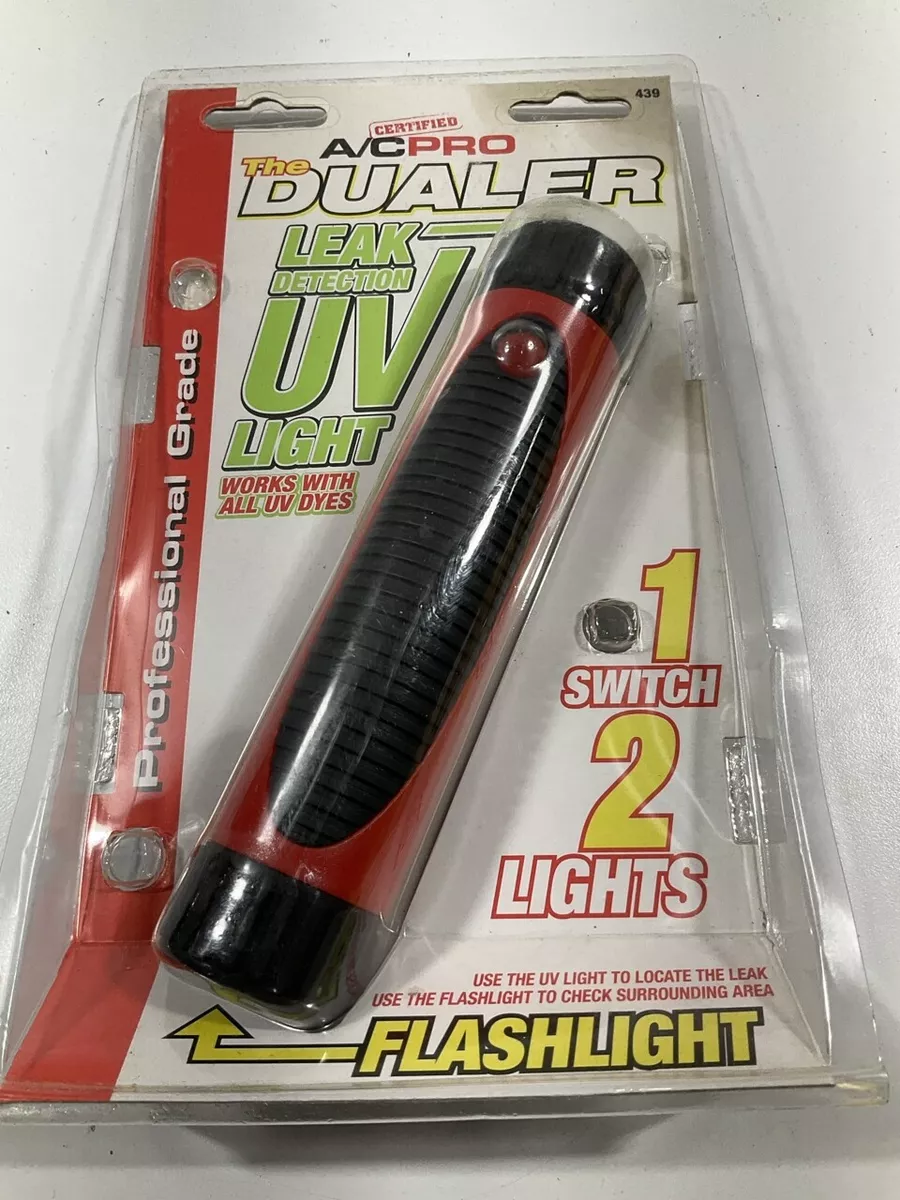 439
CERTIFIED
A/CPRO
The
DUALER
LEAK
DETECTION
UV
LIGHT
WORKS WITH
ALL UV DYES
Professional Grade
1
SWITCH
2
LIGHTS
USE THE UV LIGHT TO LOCATE THE LEAK
USE THE FLASHLIGHT TO CHECK SURROUNDING AREA
FLASHLIGHT